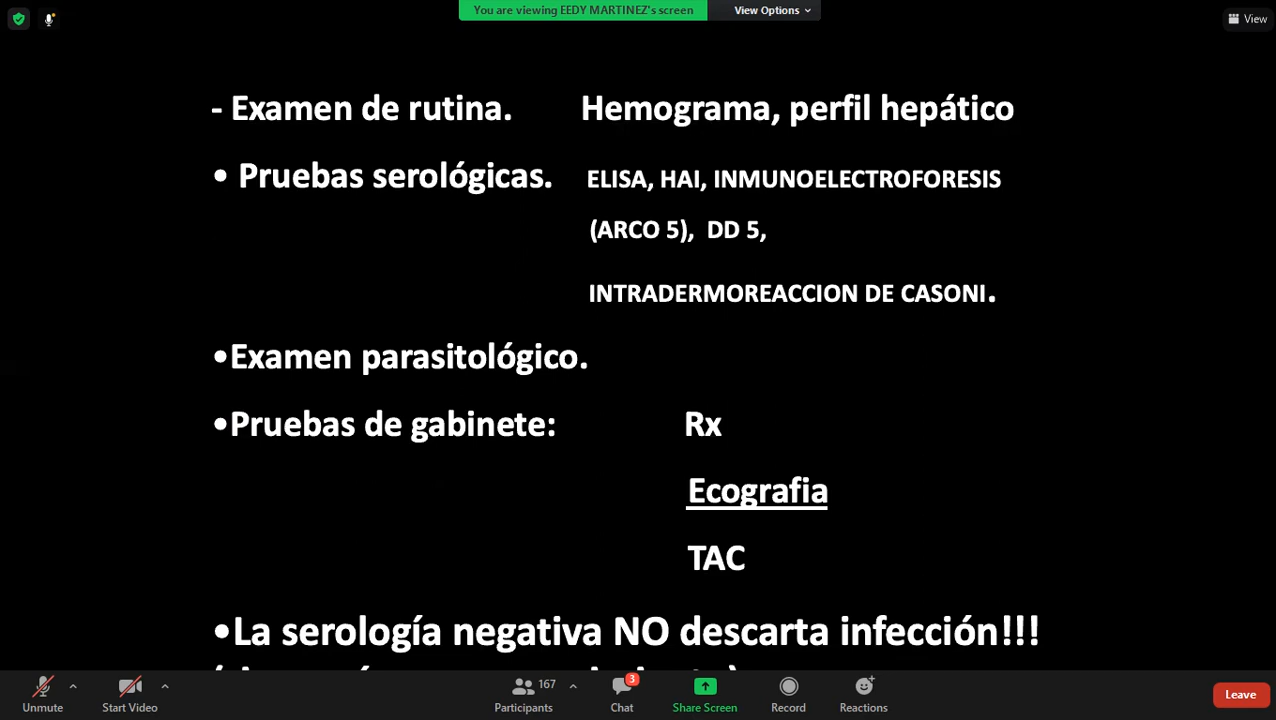 You are viewing EEDY MARTINEZ's screen View Options
View
- Examen de rutina. Hemograma, perfil hepático
• Pruebas serológicas. ELISA, HAI, INMUNOELECTROFORESIS
(ARCO 5), DD 5,
INTRADERMOREACCION DE CASONI.
•Examen parasitológico.
•Pruebas de gabinete: Rx
Ecografia
TAC
•La serología negativa NO descarta infección!!!
167 3
Unmute Start Video Participants Chat Share Screen Record Reactions Leave